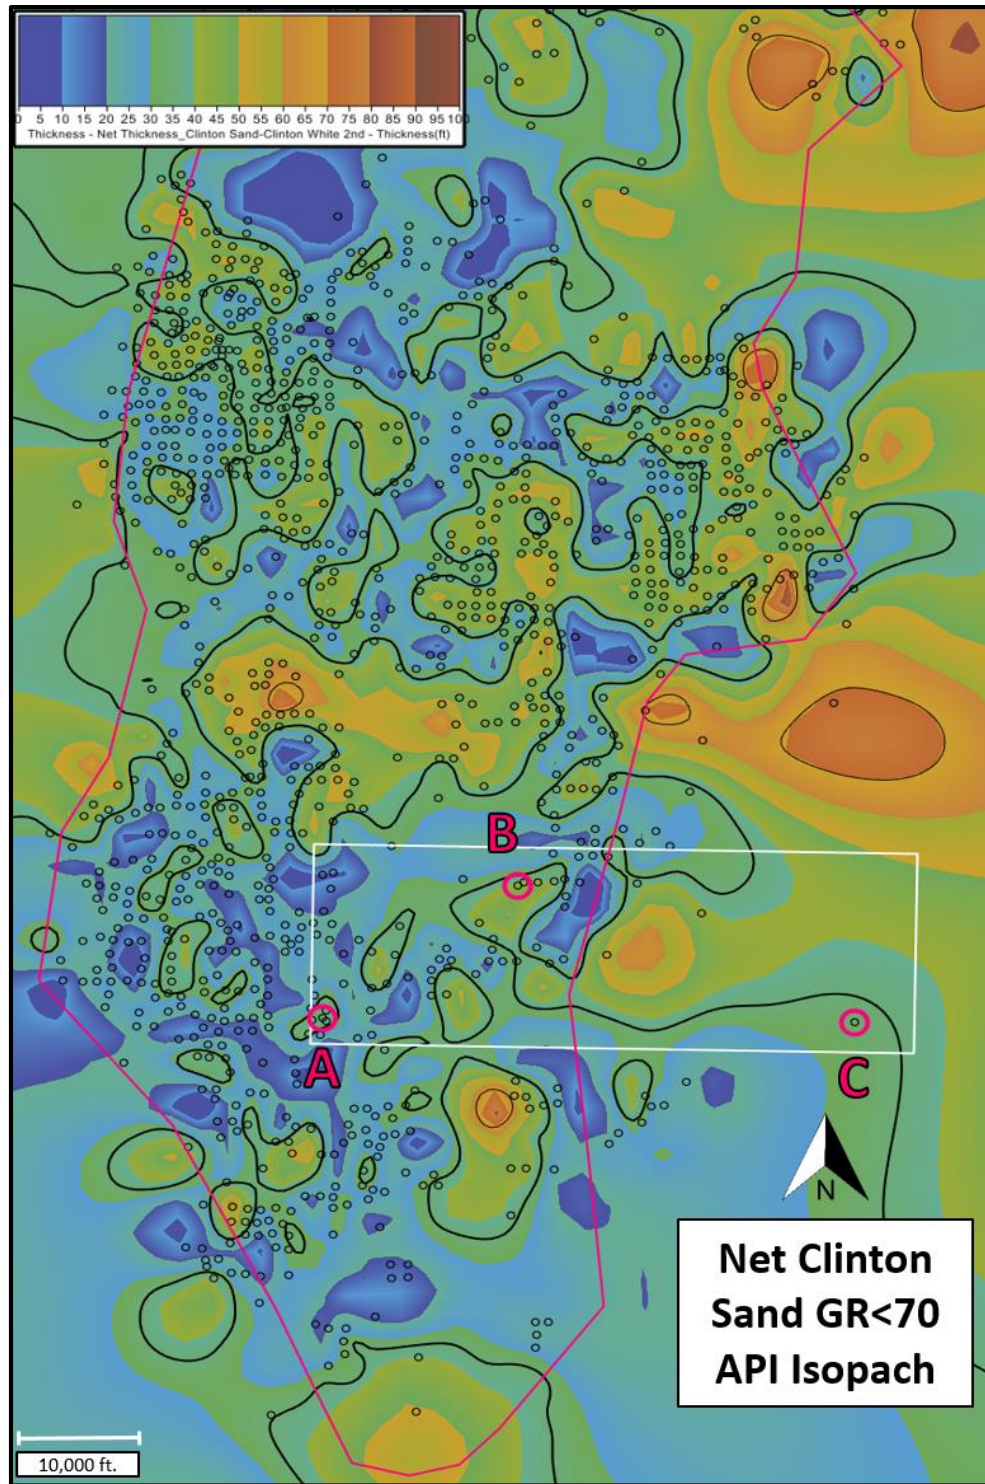 0 5 10 15 20 25 30 35 40 45 50 55 60 65 70 75 80 85 90 95 100
Thickness - Net Thickness_Clinton Sand-Clinton White 2nd - Thickness(ft)
B
A
C
N
Net Clinton
Sand GR<70
API Isopach
10,000 ft.